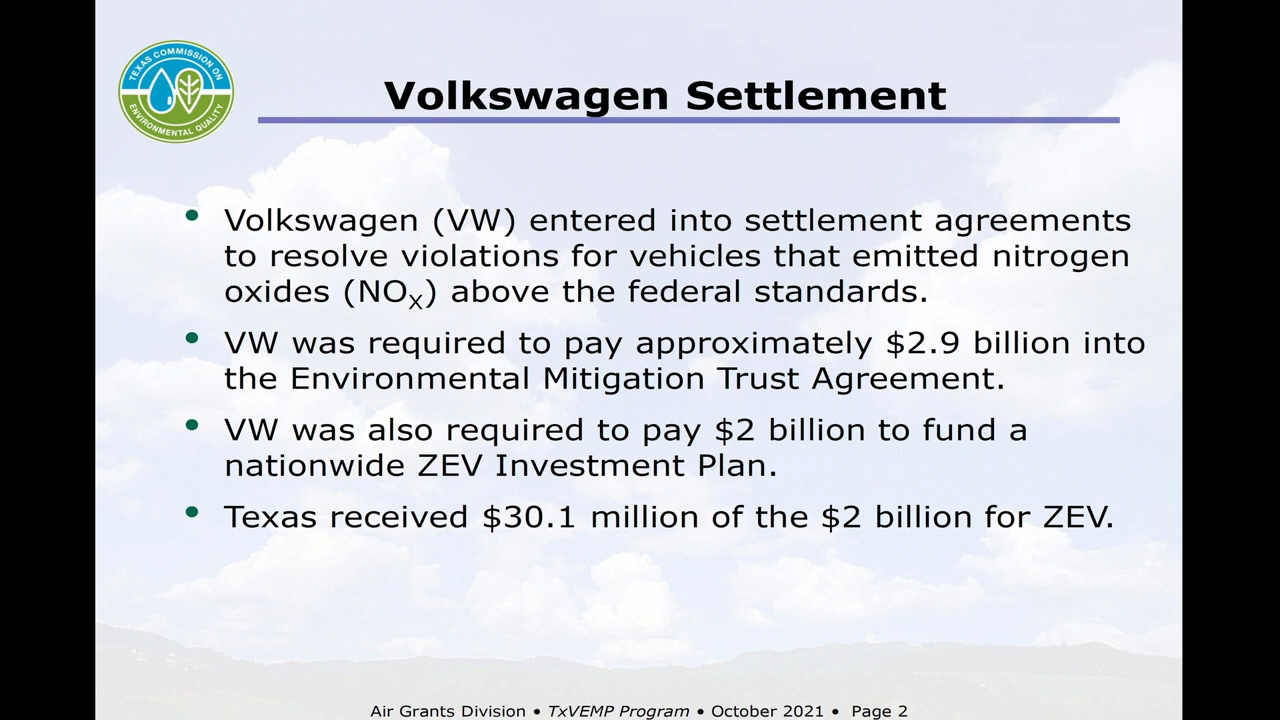 TEXAS COMMISSION ON
ENVIRONMENTAL QUALITY
Volkswagen Settlement
• Volkswagen (VW) entered into settlement agreements
to resolve violations for vehicles that emitted nitrogen
oxides (NOX) above the federal standards.
• VW was required to pay approximately $2.9 billion into
the Environmental Mitigation Trust Agreement.
• VW was also required to pay $2 billion to fund a
nationwide ZEV Investment Plan.
• Texas received $30.1 million of the $2 billion for ZEV.
Air Grants Division • TxVEMP Program • October 2021 • Page 2